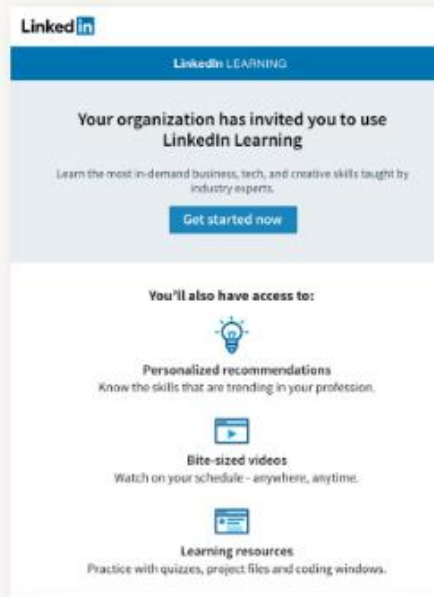 Linked in
LinkedIn LEARNING
Your organization has invited you to use
LinkedIn Learning
Learn the most in-demand business, tech, and creative skills taught by
industry experts.
Get started now
You'll also have access to:
Personalized recommendations
Know the skills that are trending in your profession.
Bite-sized videos
Watch on your schedule - anywhere, anytime.
Learning resources
Practice with quizzes, project files and coding windows.